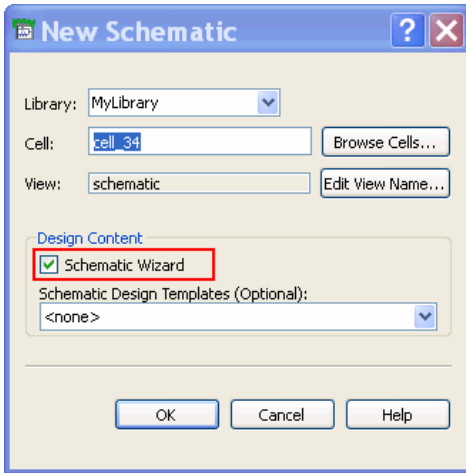 New Schematic
Library: MyLibrary
Cell: cell_34 Browse Cells...
View: schematic Edit View Name...
Design Content
Schematic Wizard
Schematic Design Templates (Optional):
<none>
OK Cancel Help